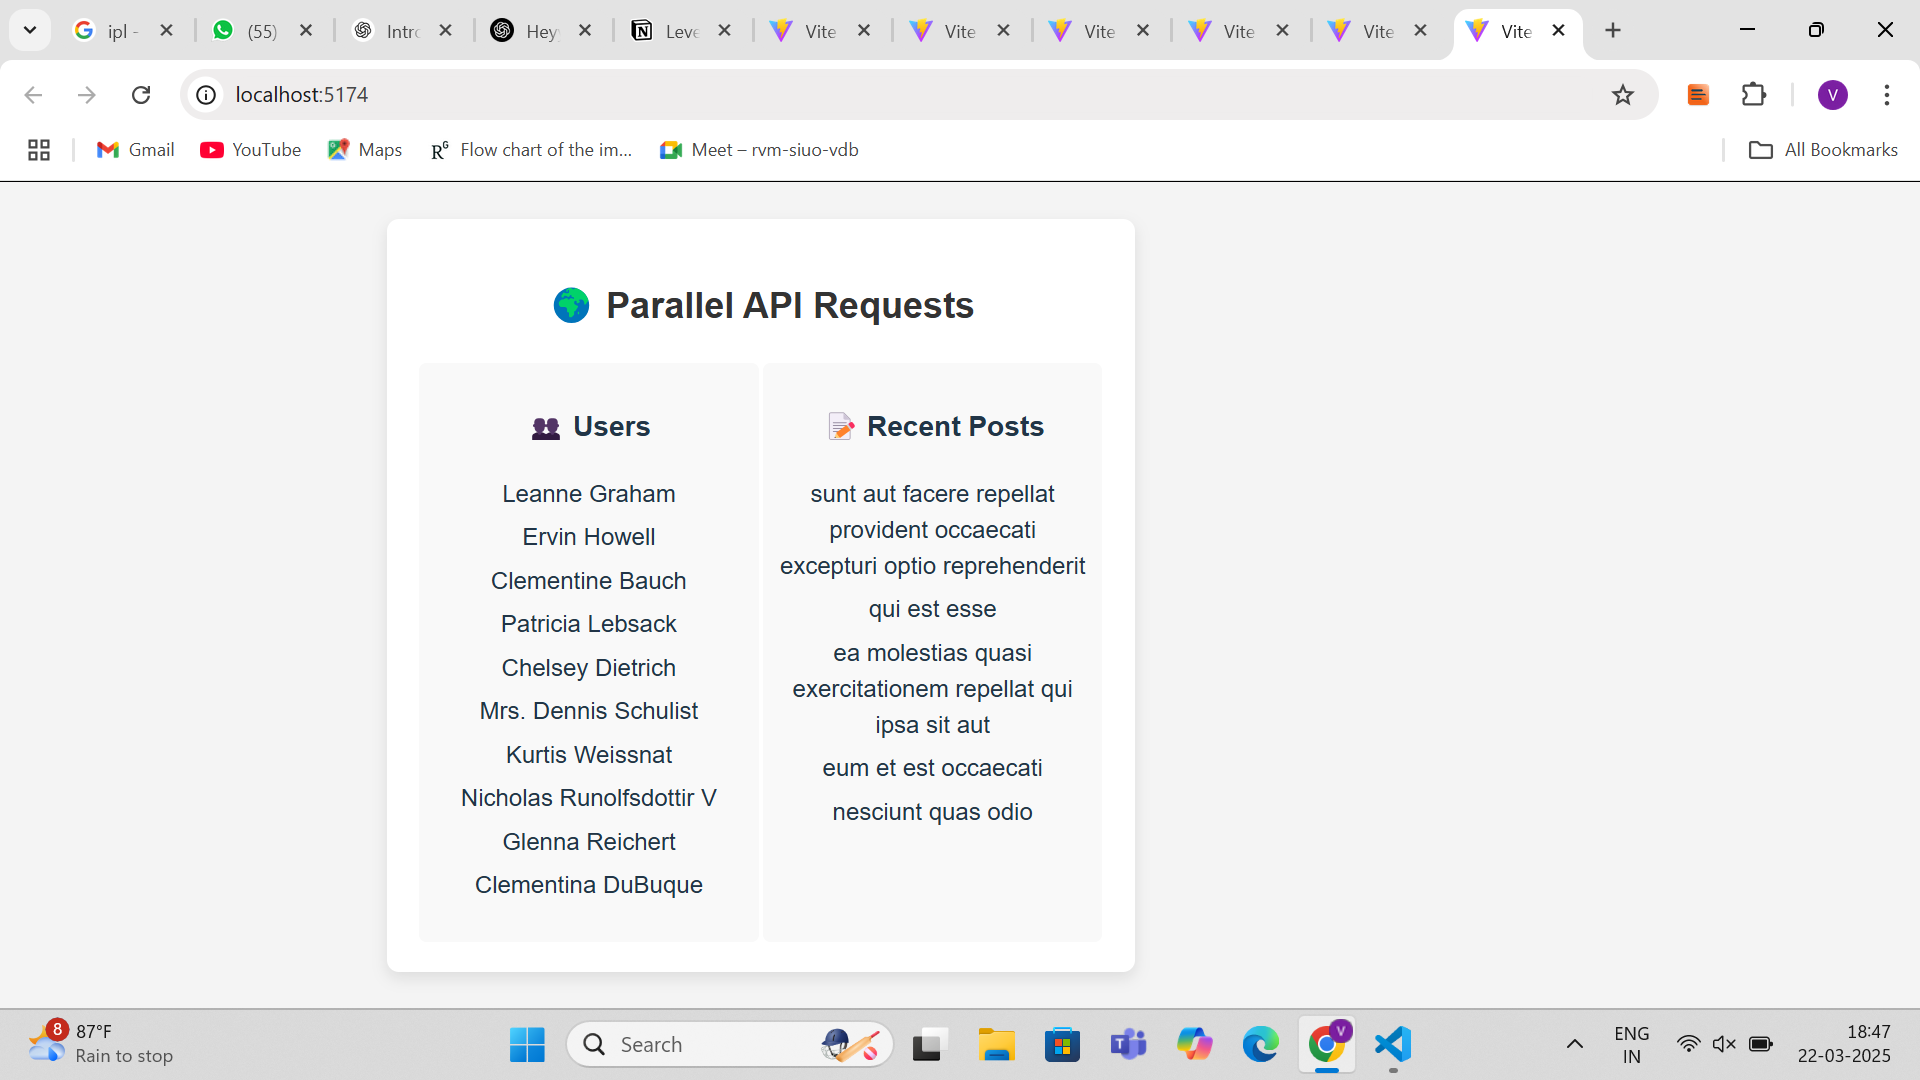 ipl -
(55)
Intro
Hey
Leve
Vite
Vite
Vite
Vite
Vite
Vite
localhost:5174
V
Gmail
YouTube
Maps
Flow chart of the im...
Meet – rvm-siuo-vdb
All Bookmarks
Parallel API Requests
Users
Leanne Graham
Ervin Howell
Clementine Bauch
Patricia Lebsack
Chelsey Dietrich
Mrs. Dennis Schulist
Kurtis Weissnat
Nicholas Runolfsdottir V
Glenna Reichert
Clementina DuBuque
Recent Posts
sunt aut facere repellat
provident occaecati
excepturi optio reprehenderit
qui est esse
ea molestias quasi
exercitationem repellat qui
ipsa sit aut
eum et est occaecati
nesciunt quas odio
8
87°F
Rain to stop
Search
V
ENG
IN
18:47
22-03-2025